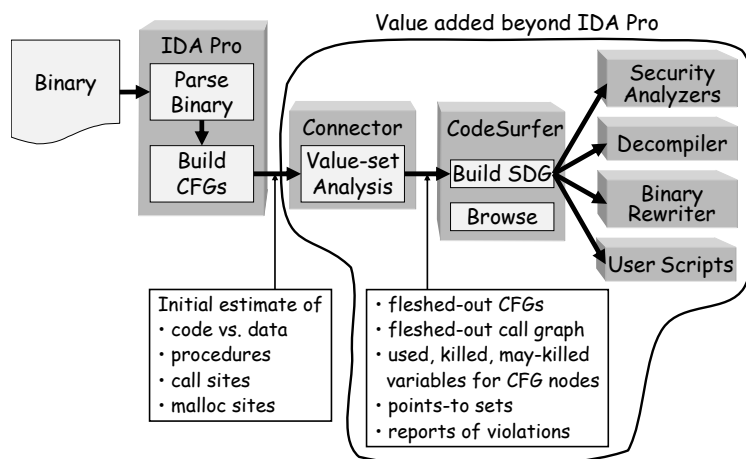 Value added beyond IDA Pro
IDA Pro
Binary
Parse
Binary
Build
CFGs
Connector
Value-set
Analysis
CodeSurfer
Build SDG
Browse
Security
Analyzers
Decompiler
Binary
Rewriter
User Scripts
Initial estimate of
• code vs. data
• procedures
• call sites
• malloc sites
• fleshed-out CFGs
• fleshed-out call graph
• used, killed, may-killed
variables for CFG nodes
• points-to sets
• reports of violations